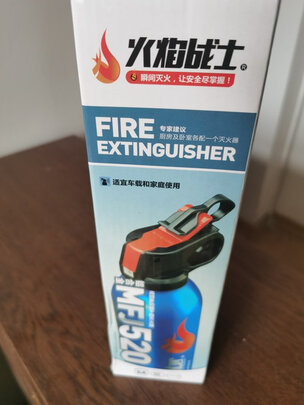 火焰战士®
瞬间灭火，让安全尽掌握！
FIRE
专家建议
厨房及卧室各配一个灭火器
EXTINGUISHER
适宜车载和家庭使用
MFJ520